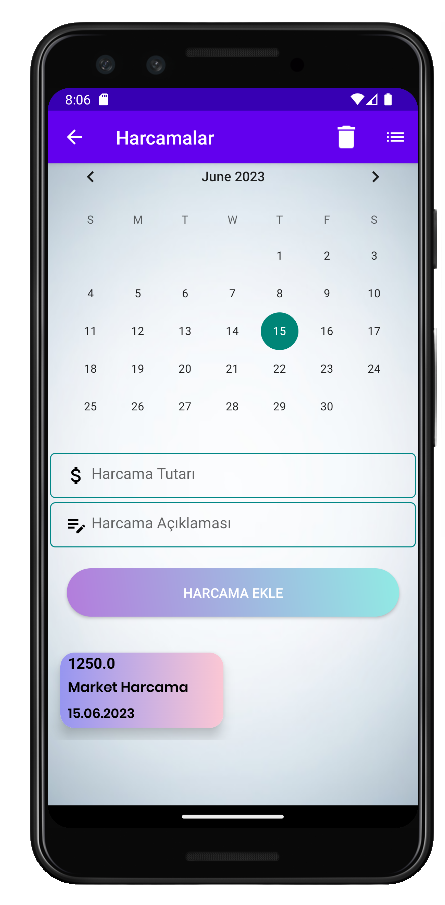 8:06
Harcamalar
June 2023
S M T W T F S
1 2 3
4 5 6 7 8 9 10
11 12 13 14 15 16 17
18 19 20 21 22 23 24
25 26 27 28 29 30
$ Harcama Tutarı
Harcama Açıklaması
HARCAMA EKLE
1250.0
Market Harcama
15.06.2023